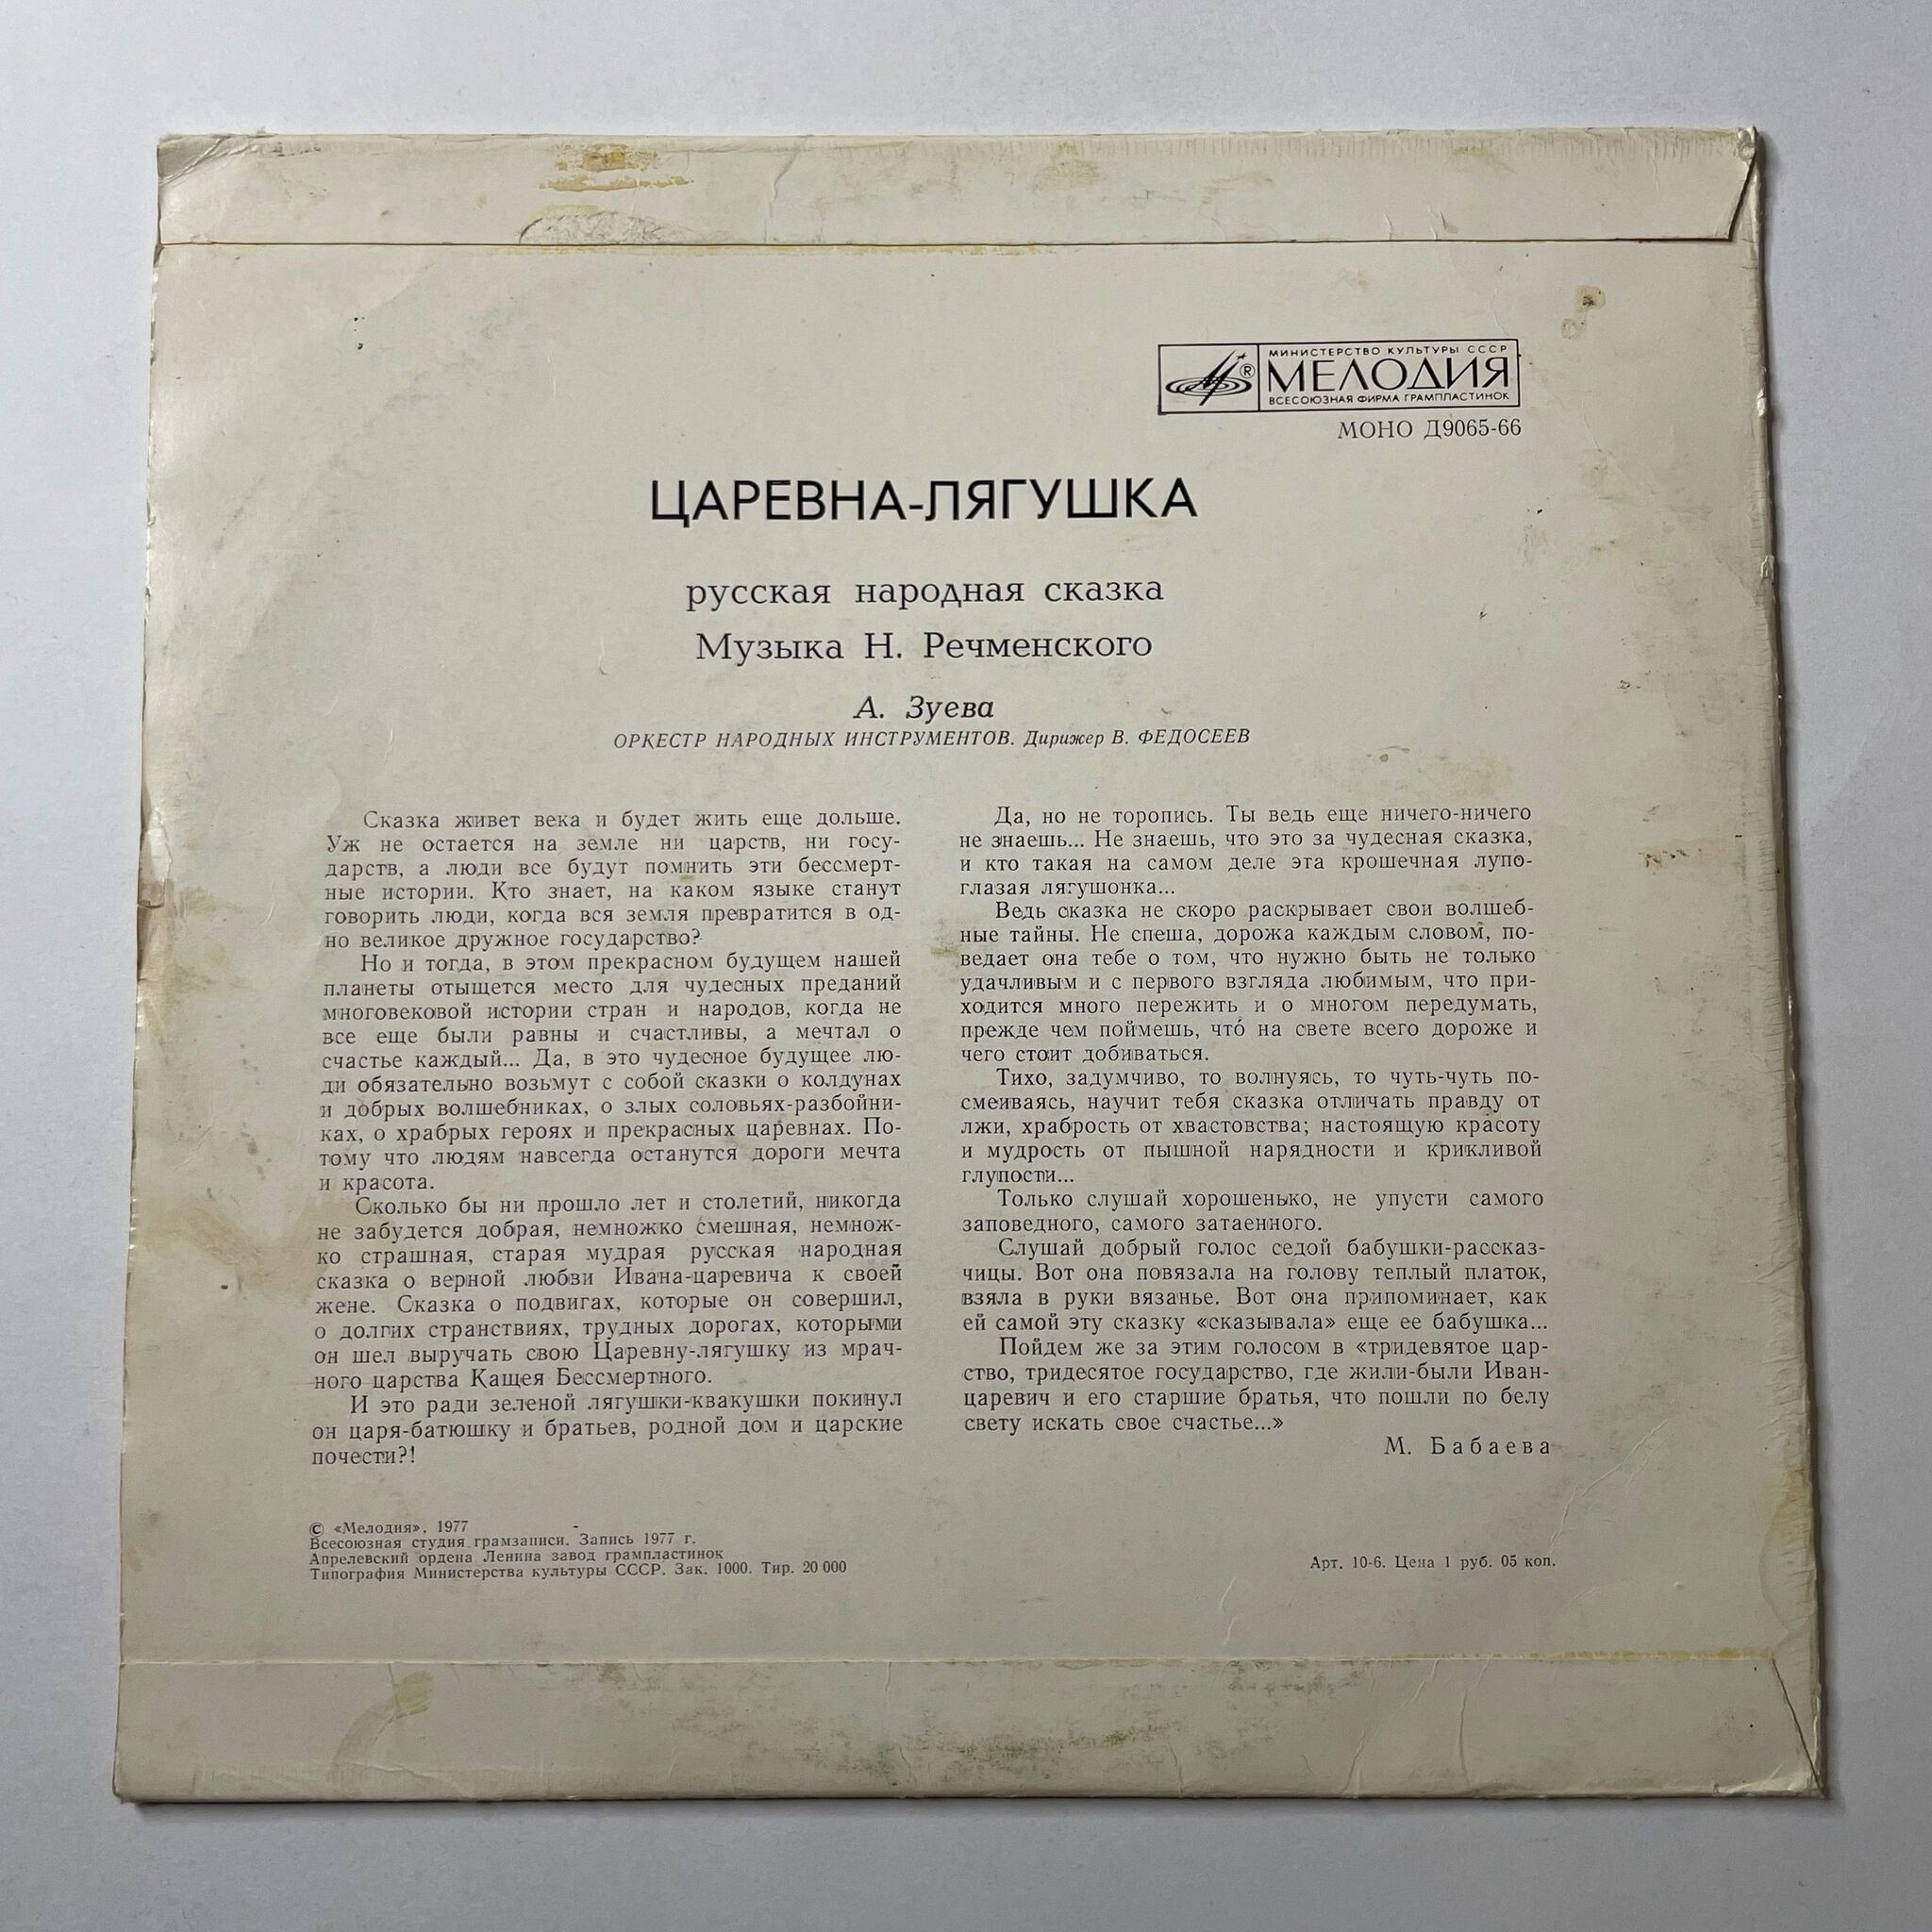 МИНИСТЕРСТВО КУЛЬТУРЫ СССР
МЕЛОДИЯ
ВСЕСОЮЗНАЯ ФИРМА ГРАМПЛАСТИНОК
МОНО Д9065-66
ЦАРЕВНА-ЛЯГУШКА
русская народная сказка
Музыка Н. Речменского
А. Зуева
ОРКЕСТР НАРОДНЫХ ИНСТРУМЕНТОВ. Дирижер В. ФЕДОСЕЕВ
Сказка живет века и будет жить еще дольше.
Уж не остается на земле ни царств, ни госу-
дарств, а люди все будут помнить эти бессмерт-
ные истории. Кто знает, на каком языке станут
говорить люди, когда вся земля превратится в од-
но великое дружное государство?
Но и тогда, в этом прекрасном будущем нашей
планеты отыщется место для чудесных преданий
многовековой истории стран и народов, когда не
все еще были равны и счастливы, а мечтал о
счастье каждый... Да, в это чудесное будущее лю-
ди обязательно возьмут с собой сказки о колдунах
и добрых волшебниках, о злых соловьях-разбойни-
ках, о храбрых героях и прекрасных царевнах. По-
тому что людям навсегда останутся дороги мечта
и красота.
Сколько бы ни прошло лет и столетий, никогда
не забудется добрая, немножко смешная, немнож-
ко страшная, старая мудрая русская народная
сказка о верной любви Ивана-царевича к своей
жене. Сказка о подвигах, которые он совершил,
о долгих странствиях, трудных дорогах, которыми
он шел выручать свою Царевну-лягушку из мрач-
ного царства Кащея Бессмертного.
И это ради зеленой лягушки-квакушки покинул
он царя-батюшку и братьев, родной дом и царские
почести?!
Да, но не торопись. Ты ведь еще ничего-ничего
не знаешь... Не знаешь, что это за чудесная сказка,
и кто такая на самом деле эта крошечная лупо-
глазая лягушонка...
Ведь сказка не скоро раскрывает свои волшеб-
ные тайны. Не спеша, дорожа каждым словом, по-
ведает она тебе о том, что нужно быть не только
удачливым и с первого взгляда любимым, что при-
ходится много пережить и о многом передумать,
прежде чем поймешь, что́ на свете всего дороже и
чего стоит добиваться.
Тихо, задумчиво, то волнуясь, то чуть-чуть по-
смеиваясь, научит тебя сказка отличать правду от
лжи, храбрость от хвастовства; настоящую красоту
и мудрость от пышной нарядности и крикливой
глупости...
Только слушай хорошенько, не упусти самого
заповедного, самого затаенного.
Слушай добрый голос седой бабушки-рассказ-
чицы. Вот она повязала на голову теплый платок,
взяла в руки вязанье. Вот она припоминает, как
ей самой эту сказку «сказывала» еще ее бабушка...
Пойдем же за этим голосом в «тридевятое цар-
ство, тридесятое государство, где жили-были Иван-
царевич и его старшие братья, что пошли по белу
свету искать свое счастье...»
М. Бабаева
© «Мелодия», 1977
Всесоюзная студия грамзаписи. Запись 1977 г.
Апрелевский ордена Ленина завод грампластинок
Типография Министерства культуры СССР. Зак. 1000. Тир. 20 000
Арт. 10-6. Цена 1 руб. 05 коп.